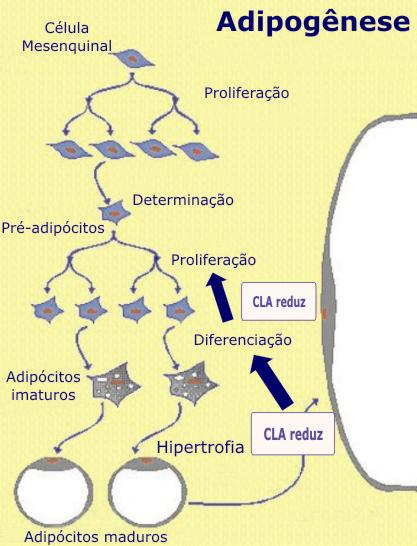 Adipogênese
Célula
Mesenquinal
Proliferação
Determinação
Pré-adipócitos
Proliferação
CLA reduz
Diferenciação
Adipócitos
imaturos
CLA reduz
Hipertrofia
Adipócitos maduros